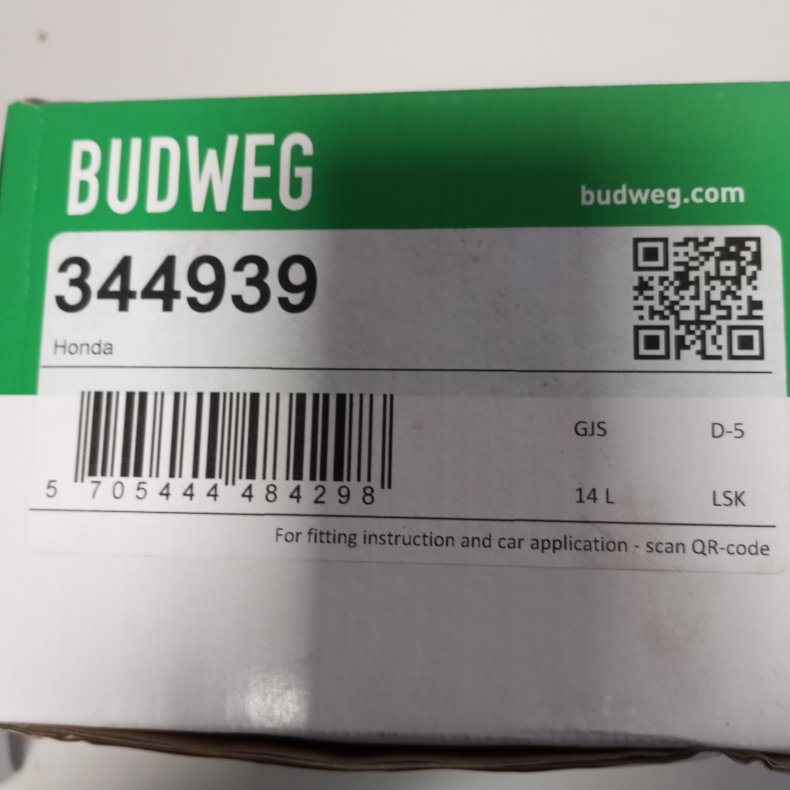 BUDWEG
budweg.com
344939
Honda
GJS D-5
5 705444 484298
14 L LSK
For fitting instruction and car application - scan QR-code